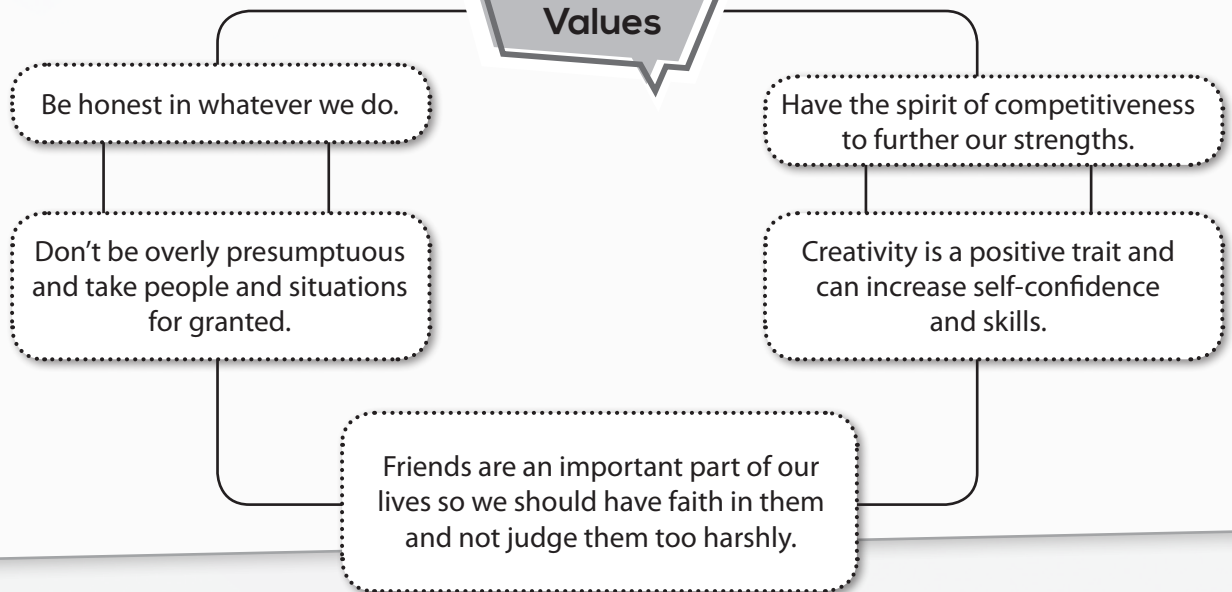 Values
Be honest in whatever we do.
Don't be overly presumptuous
and take people and situations
for granted.
Have the spirit of competitiveness
to further our strengths.
Creativity is a positive trait and
can increase self-confidence
and skills.
Friends are an important part of our
lives so we should have faith in them
and not judge them too harshly.